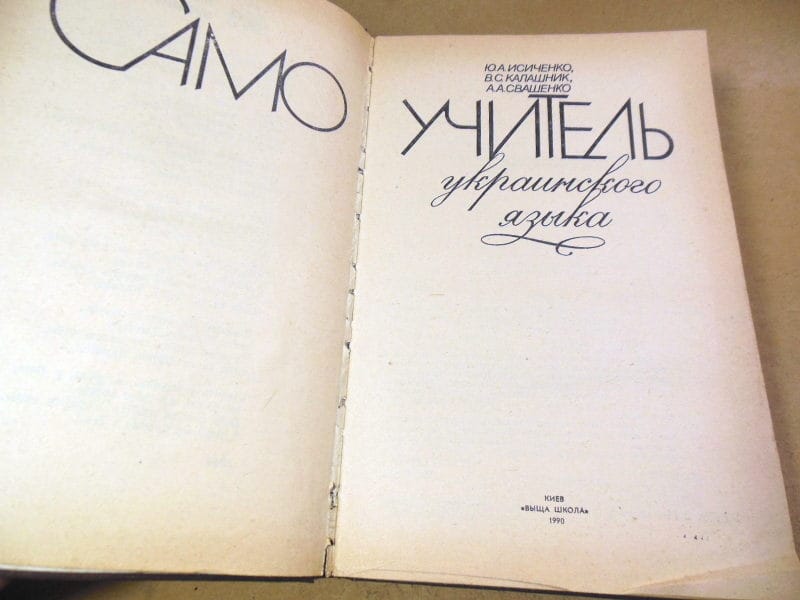 САМО
Ю.А.ИСИЧЕНКО,
В.С.КАЛАШНИК,
А.А.СВАШЕНКО
УЧИТЕЛЬ
украинского
языка
КИЕВ
«ВЫЩА ШКОЛА»
1990